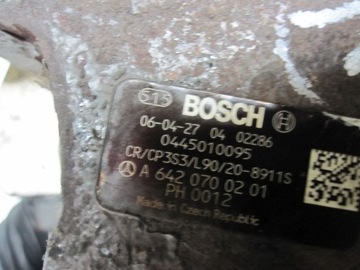 515 BOSCH
06-04-27 04 02286
0445010095
CR/CP3S3/L90/20-8911S
A 642 070 02 01
PH 0012
Made in Czech Republic